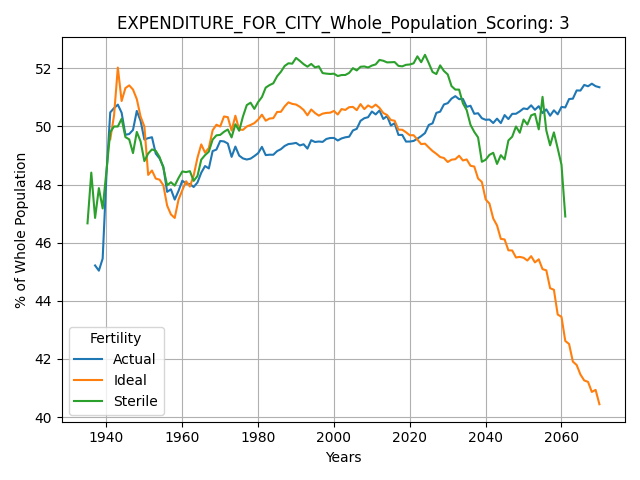 EXPENDITURE_FOR_CITY_Whole_Population_Scoring: 3
% of Whole Population
52
50
48
46
44
42
40
Fertility
Actual
Ideal
Sterile
1940 1960 1980 2000 2020 2040 2060
Years